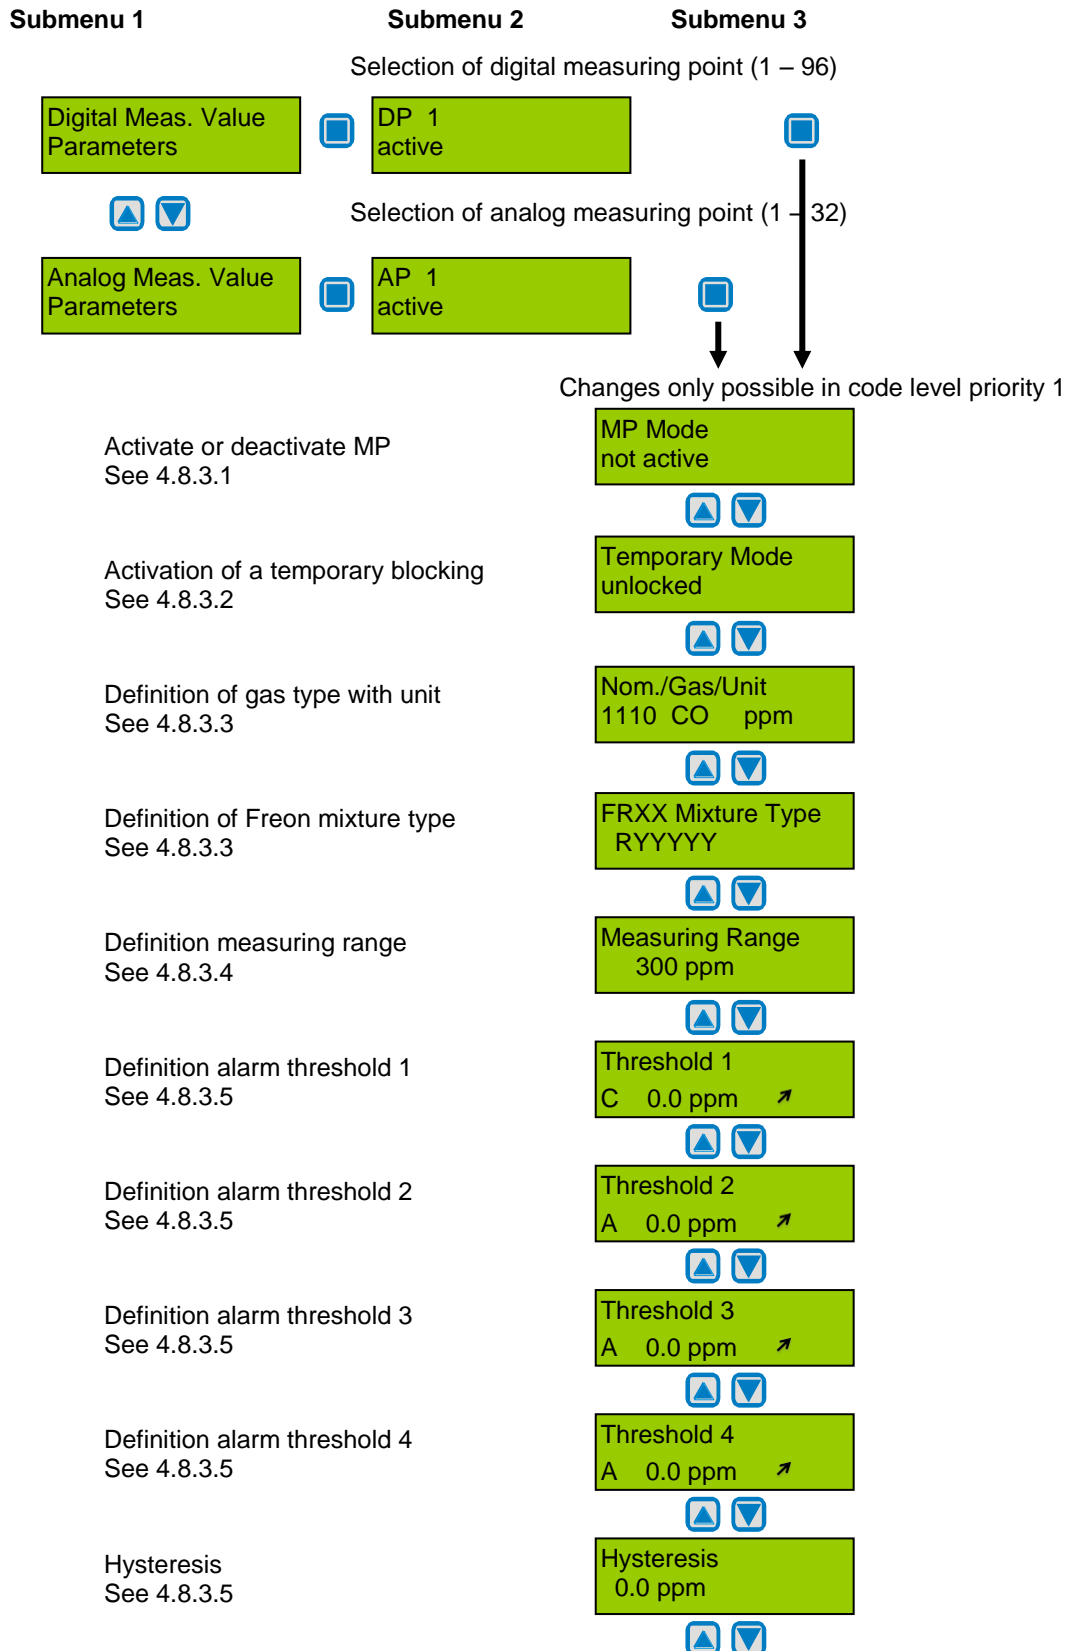 Submenu 1 Submenu 2 Submenu 3
Selection of digital measuring point (1 – 96)
Digital Meas. Value
Parameters
DP 1
active
Selection of analog measuring point (1 – 32)
Analog Meas. Value
Parameters
AP 1
active
Changes only possible in code level priority 1
Activate or deactivate MP
See 4.8.3.1
MP Mode
not active
Activation of a temporary blocking
See 4.8.3.2
Temporary Mode
unlocked
Definition of gas type with unit
See 4.8.3.3
Nom./Gas/Unit
1110 CO ppm
Definition of Freon mixture type
See 4.8.3.3
FRXX Mixture Type
RYYYYY
Definition measuring range
See 4.8.3.4
Measuring Range
300 ppm
Definition alarm threshold 1
See 4.8.3.5
Threshold 1
C 0.0 ppm
Definition alarm threshold 2
See 4.8.3.5
Threshold 2
A 0.0 ppm
Definition alarm threshold 3
See 4.8.3.5
Threshold 3
A 0.0 ppm
Definition alarm threshold 4
See 4.8.3.5
Threshold 4
A 0.0 ppm
Hysteresis
See 4.8.3.5
Hysteresis
0.0 ppm